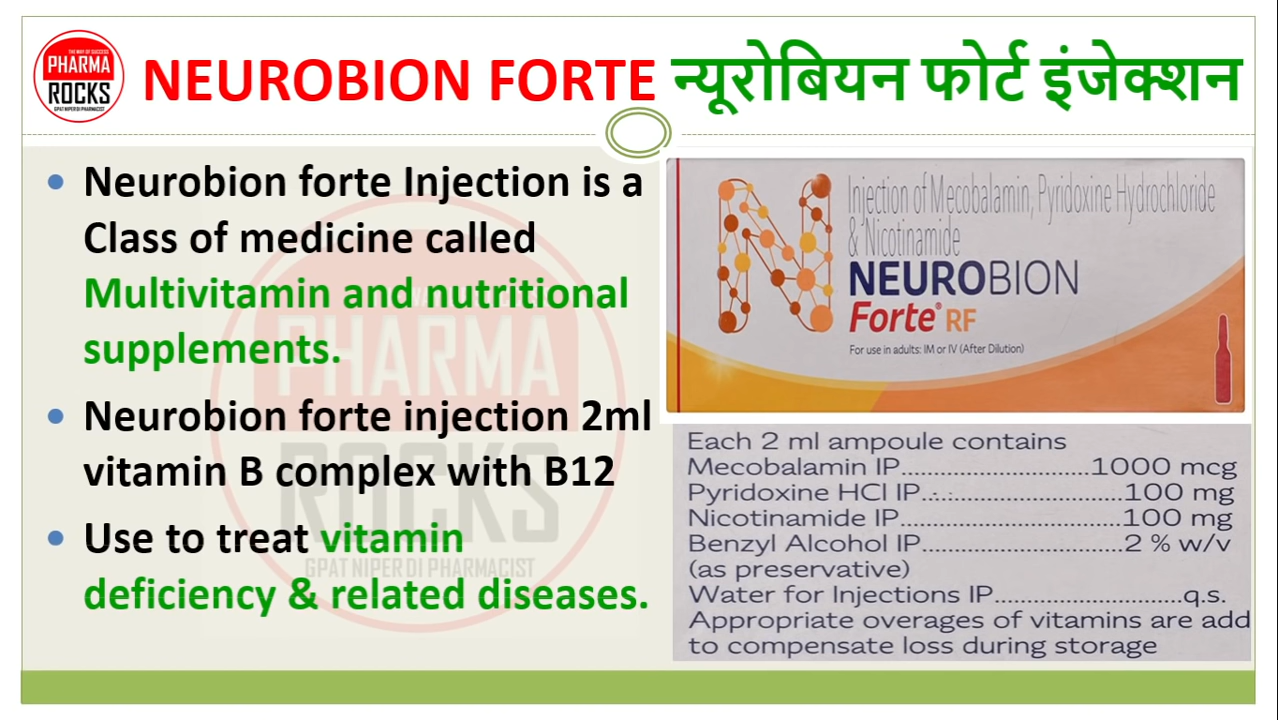 THE WAY OF SUCCESS
PHARMA
ROCKS
GPAT NIPER DI PHARMACIST
NEUROBION FORTE न्यूरोबियन फोर्ट इंजेक्शन
• Neurobion forte Injection is a
Class of medicine called
Multivitamin and nutritional
supplements.
• Neurobion forte injection 2ml
vitamin B complex with B12
• Use to treat vitamin
deficiency & related diseases.
PHARMA
ROCKS
GPAT NIPER DI PHARMACIST
Injection of Mecobalamin, Pyridoxine Hydrochloride
& Nicotinamide
NEUROBION
Forte® RF
For use in adults: IM or IV (After Dilution)
Each 2 ml ampoule contains
Mecobalamin IP..............................1000 mcg
Pyridoxine HCl IP................................100 mg
Nicotinamide IP...................................100 mg
Benzyl Alcohol IP................................2 % w/v
(as preservative)
Water for Injections IP..............................q.s.
Appropriate overages of vitamins are add
to compensate loss during storage